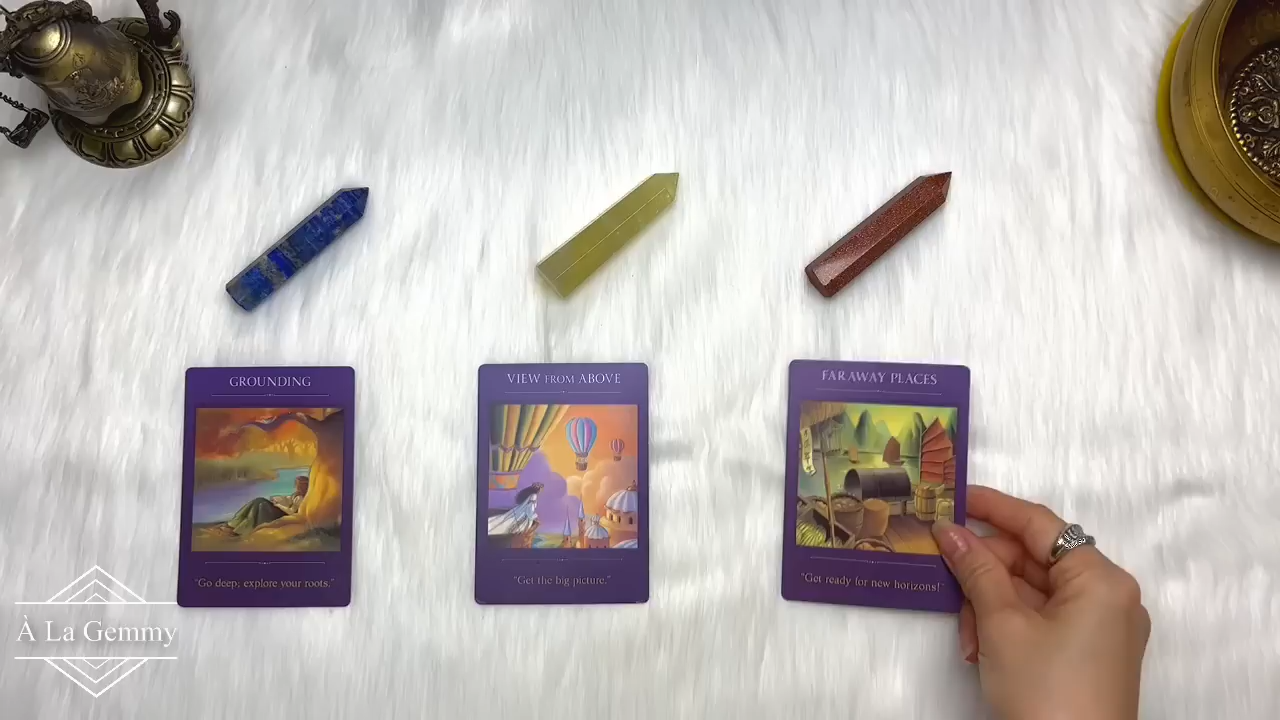 GROUNDING
"Go deep; explore your roots."
VIEW FROM ABOVE
"Get the big picture."
FARAWAY PLACES
"Get ready for new horizons!"
À La Gemmy